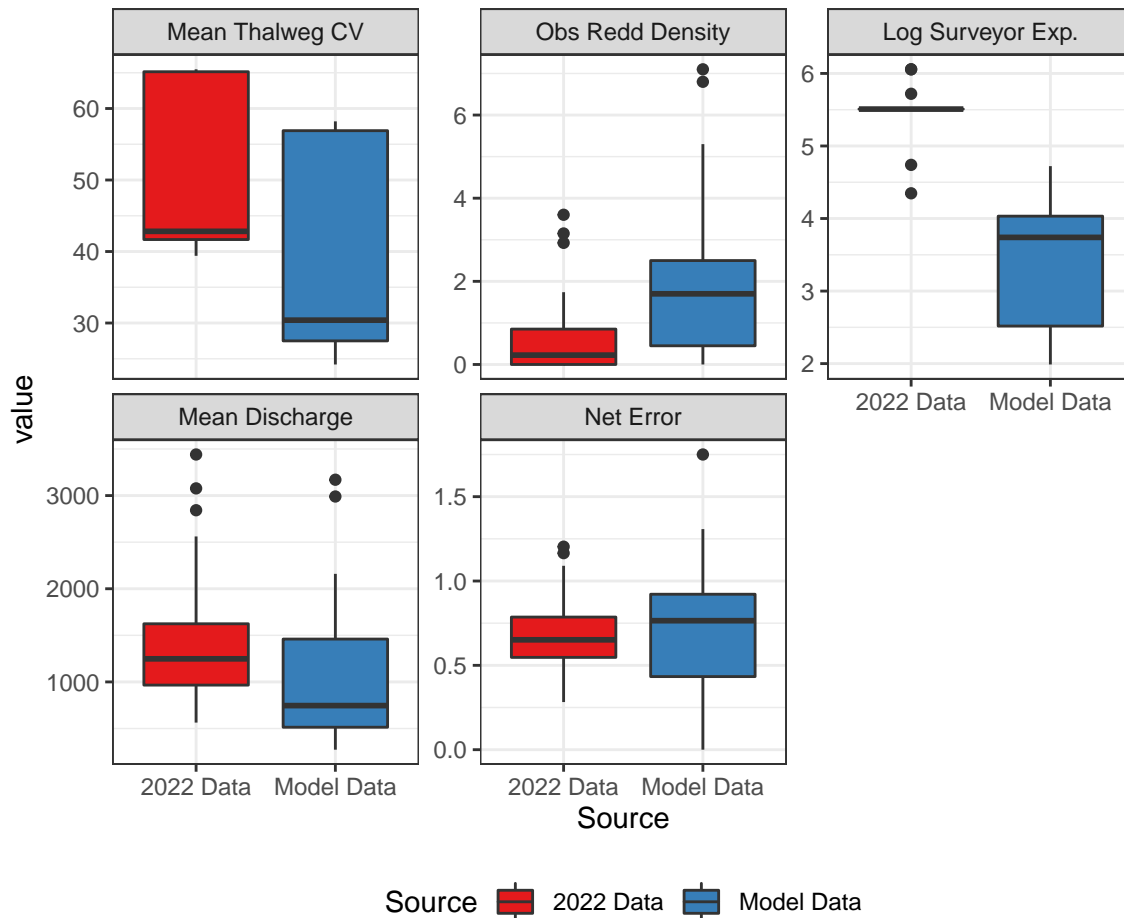 Mean Thalweg CV
Obs Redd Density
Log Surveyor Exp.
60
50
40
30
6
4
2
0
6
5
4
3
2
2022 Data
Model Data
Mean Discharge
Net Error
3000
2000
1000
1.5
1.0
0.5
0.0
2022 Data
Model Data
2022 Data
Model Data
value
Source
Source
2022 Data
Model Data